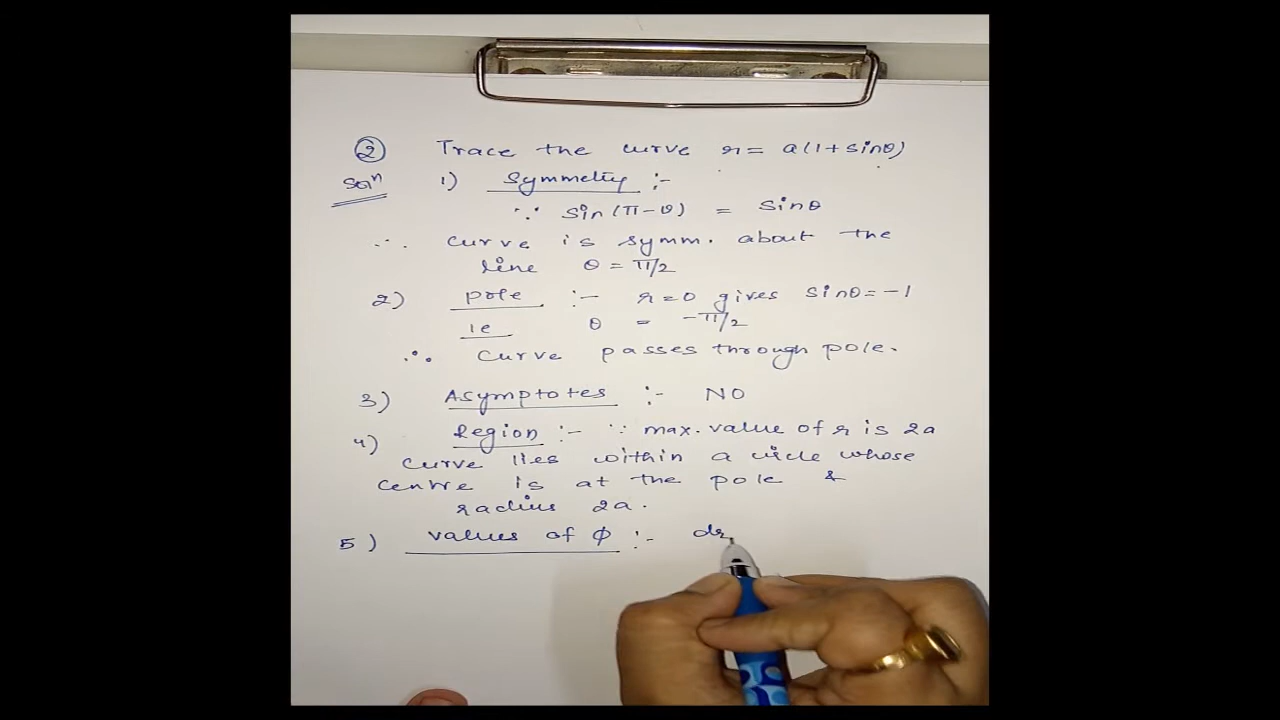 ② Trace the curve r = a(1+sinθ)
Solⁿ 1) Symmetry :-
∵ sin(π-θ) = sinθ
∴ curve is symm. about the
line θ = π/2
2) pole :- r=0 gives sinθ=-1
ie θ = -π/2
∴ curve passes through pole.
3) Asymptotes :- NO
4) Region :- ∵ max. value of r is 2a
curve lies within a circle whose
centre is at the pole &
radius 2a.
5) values of ϕ :- dr